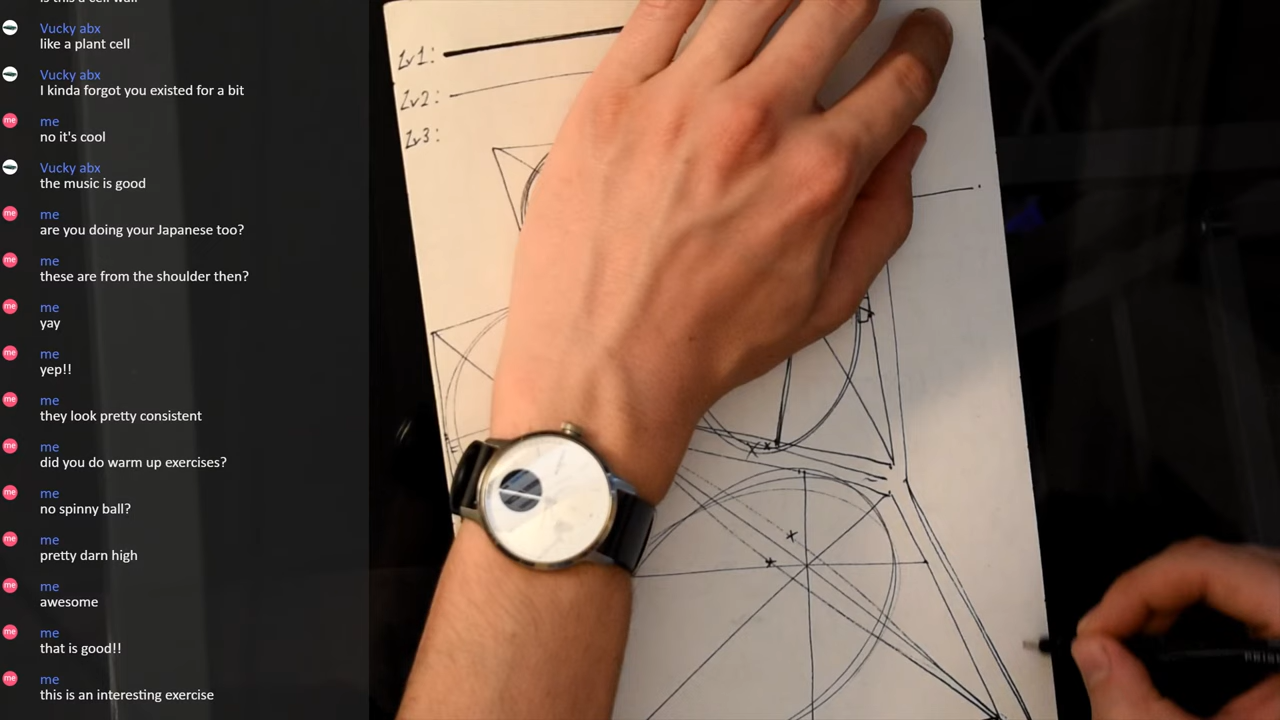 is this a cell wall
Vucky abx
like a plant cell
Vucky abx
I kinda forgot you existed for a bit
me
no it's cool
Vucky abx
the music is good
me
are you doing your Japanese too?
me
these are from the shoulder then?
me
yay
me
yep!!
me
they look pretty consistent
me
did you do warm up exercises?
me
no spinny ball?
me
pretty darn high
me
awesome
me
that is good!!
me
this is an interesting exercise
Lv1:
Lv2:
Lv3: